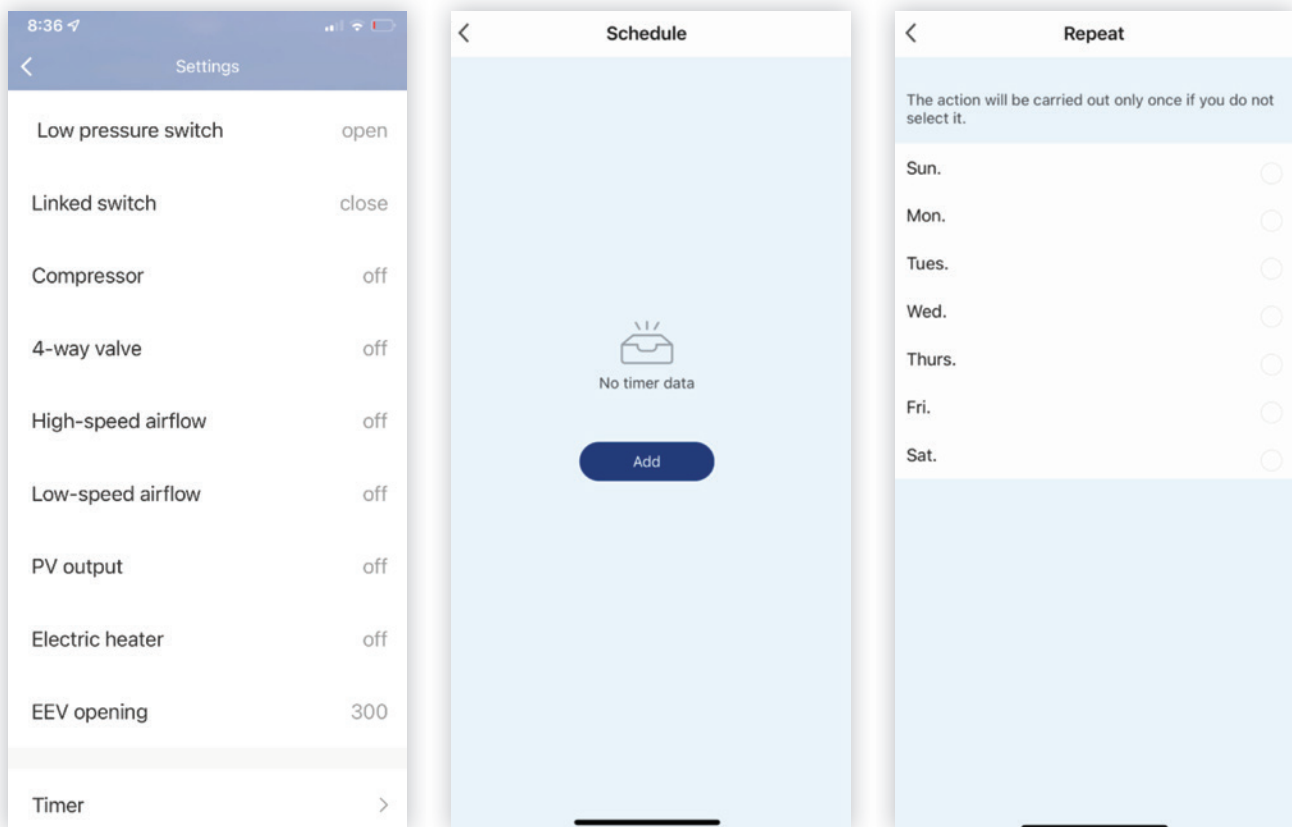 8:36
Settings
Low pressure switch open
Linked switch close
Compressor off
4-way valve off
High-speed airflow off
Low-speed airflow off
PV output off
Electric heater off
EEV opening 300
Timer
Schedule
No timer data
Add
Repeat
The action will be carried out only once if you do not
select it.
Sun.
Mon.
Tues.
Wed.
Thurs.
Fri.
Sat.